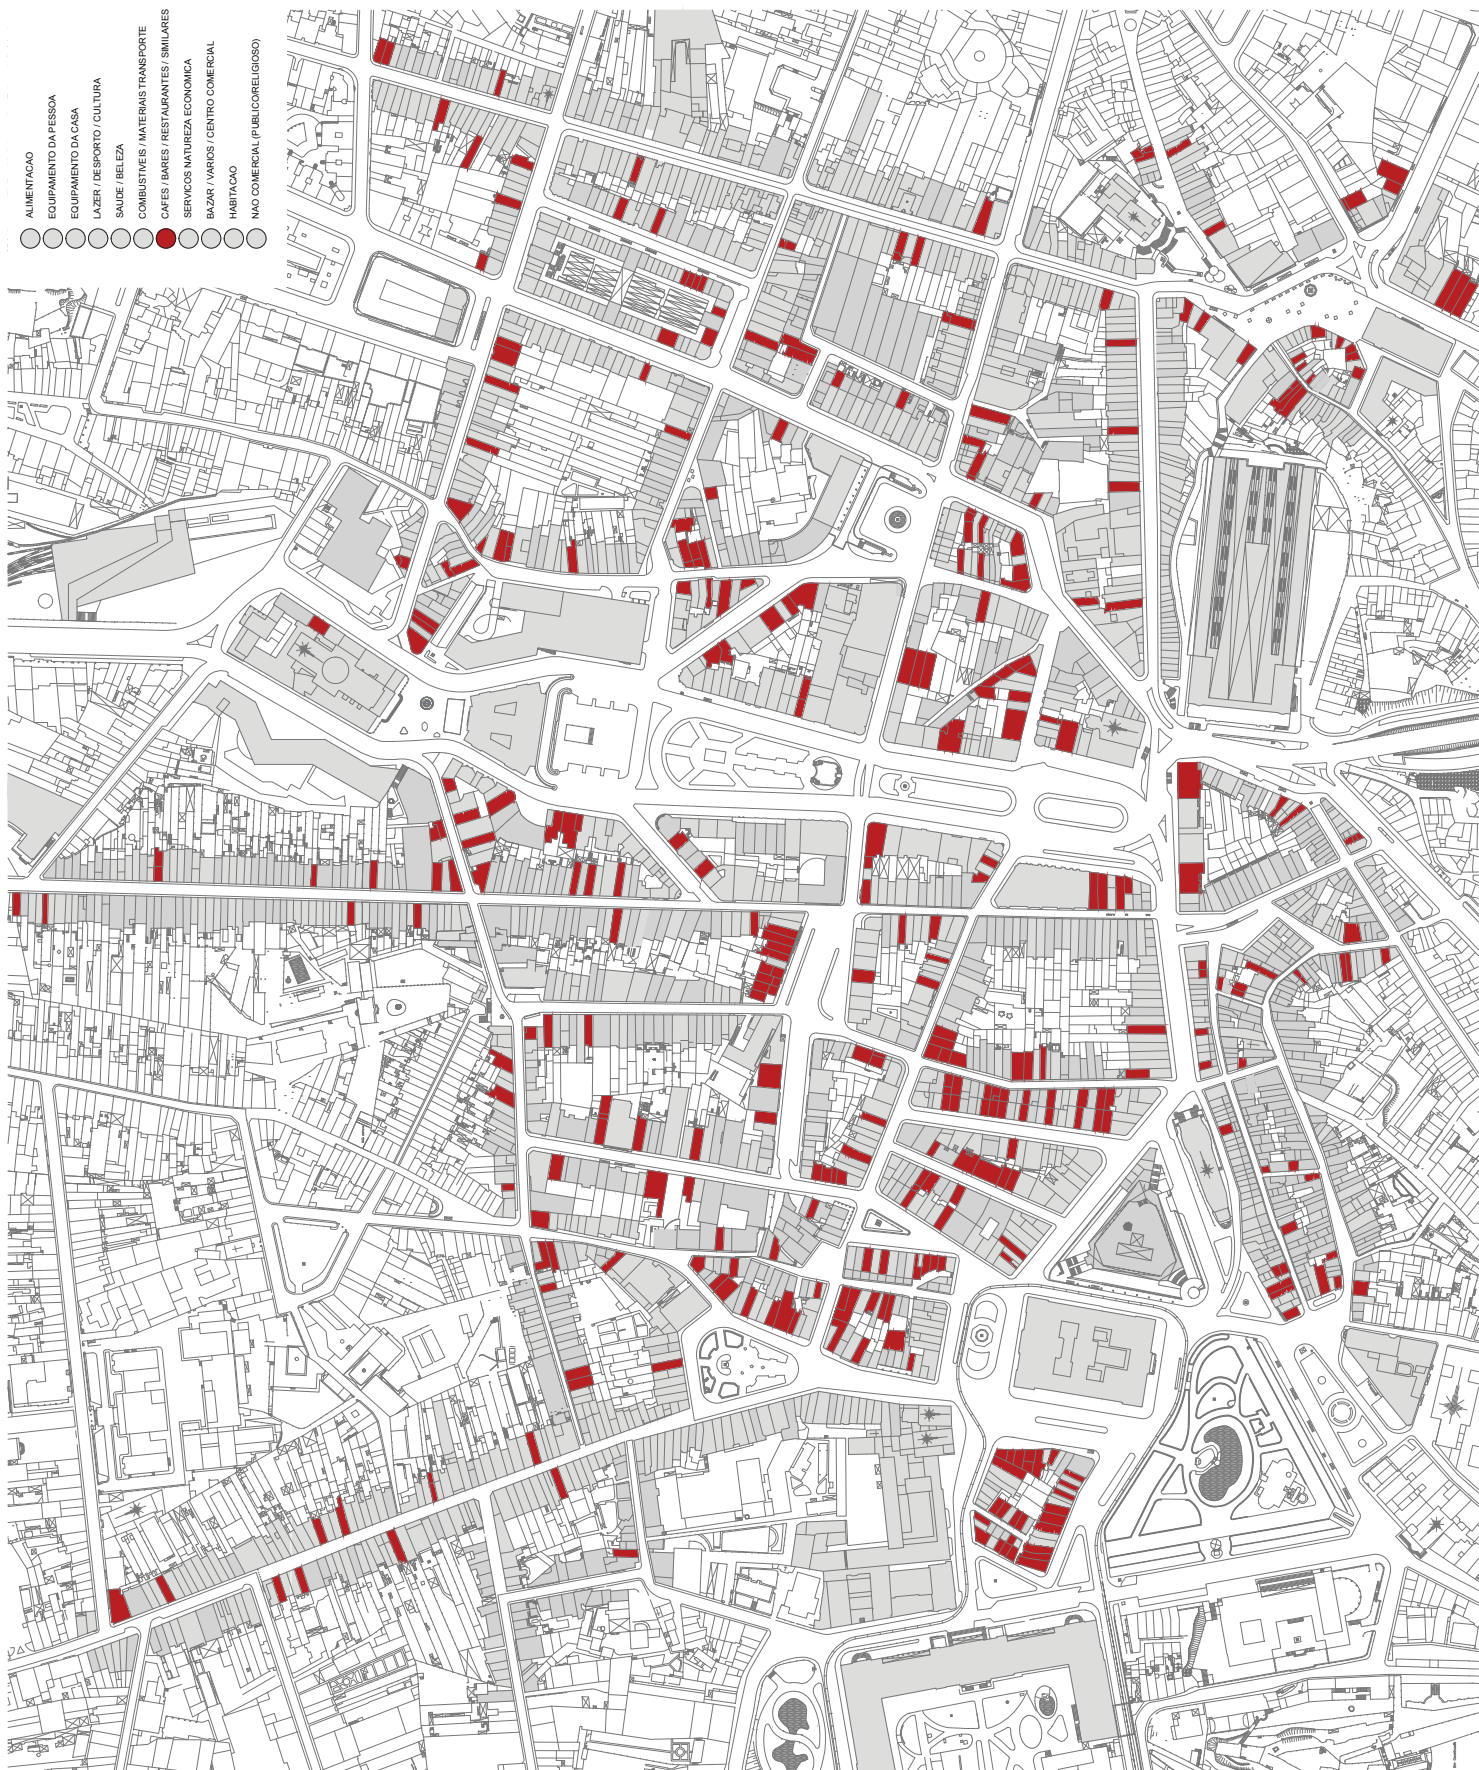 ALIMENTACAO
EQUIPAMENTO DA PESSOA
EQUIPAMENTO DA CASA
LAZER / DESPORTO / CULTURA
SAUDE / BELEZA
COMBUSTIVEIS / MATERIAIS TRANSPORTE
CAFES / BARES / RESTAURANTES / SIMILARES
SERVICOS NATUREZA ECONOMICA
BAZAR / VARIOS / CENTRO COMERCIAL
HABITACAO
NAO COMERCIAL (PUBLICO/RELIGIOSO)